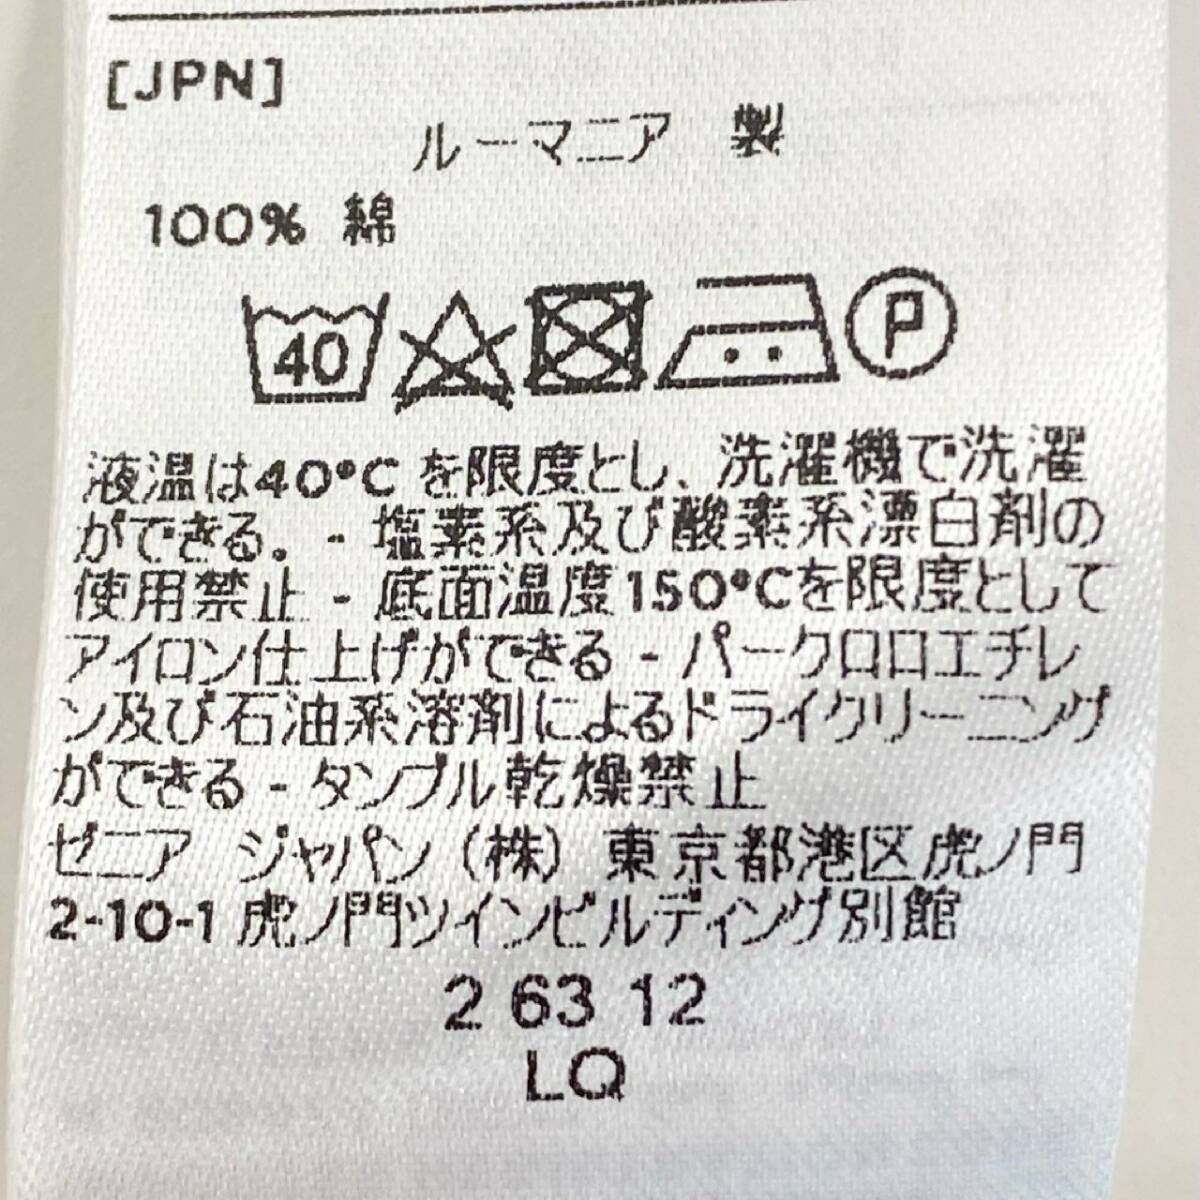 [JPN]
ルーマニア 製
100% 綿
40 P
液温は40°C を限度とし、洗濯機で洗濯
ができる。- 塩素系及び酸素系漂白剤の
使用禁止 - 底面温度150°Cを限度として
アイロン仕上げができる - パークロロエチレ
ン及び石油系溶剤によるドライクリーニング
ができる - タンブル乾燥禁止
ゼニア ジャパン (株) 東京都港区虎ノ門
2-10-1 虎ノ門ツインビルディング別館
2 63 12
LQ